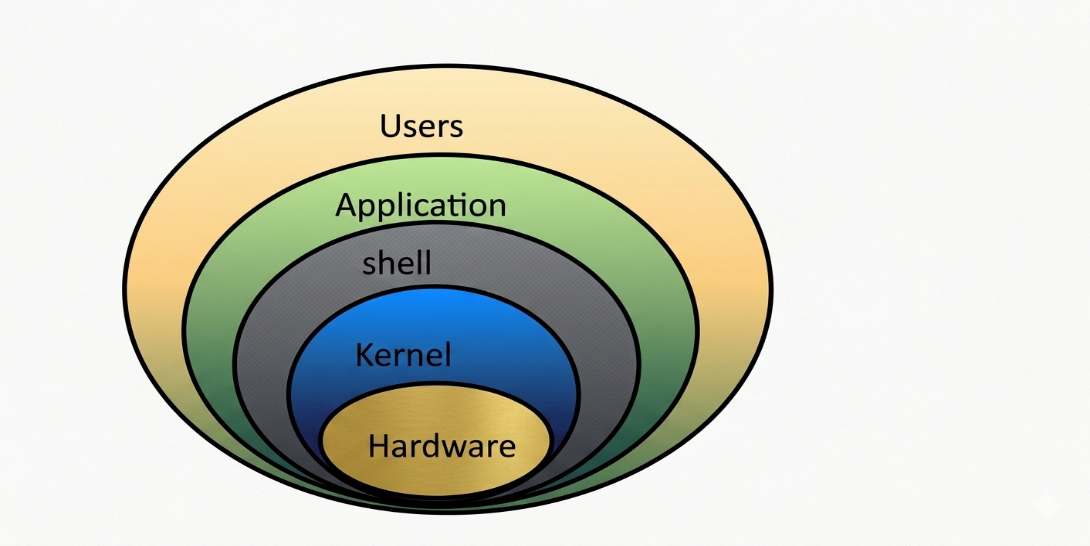 Users
Application
shell
Kernel
Hardware